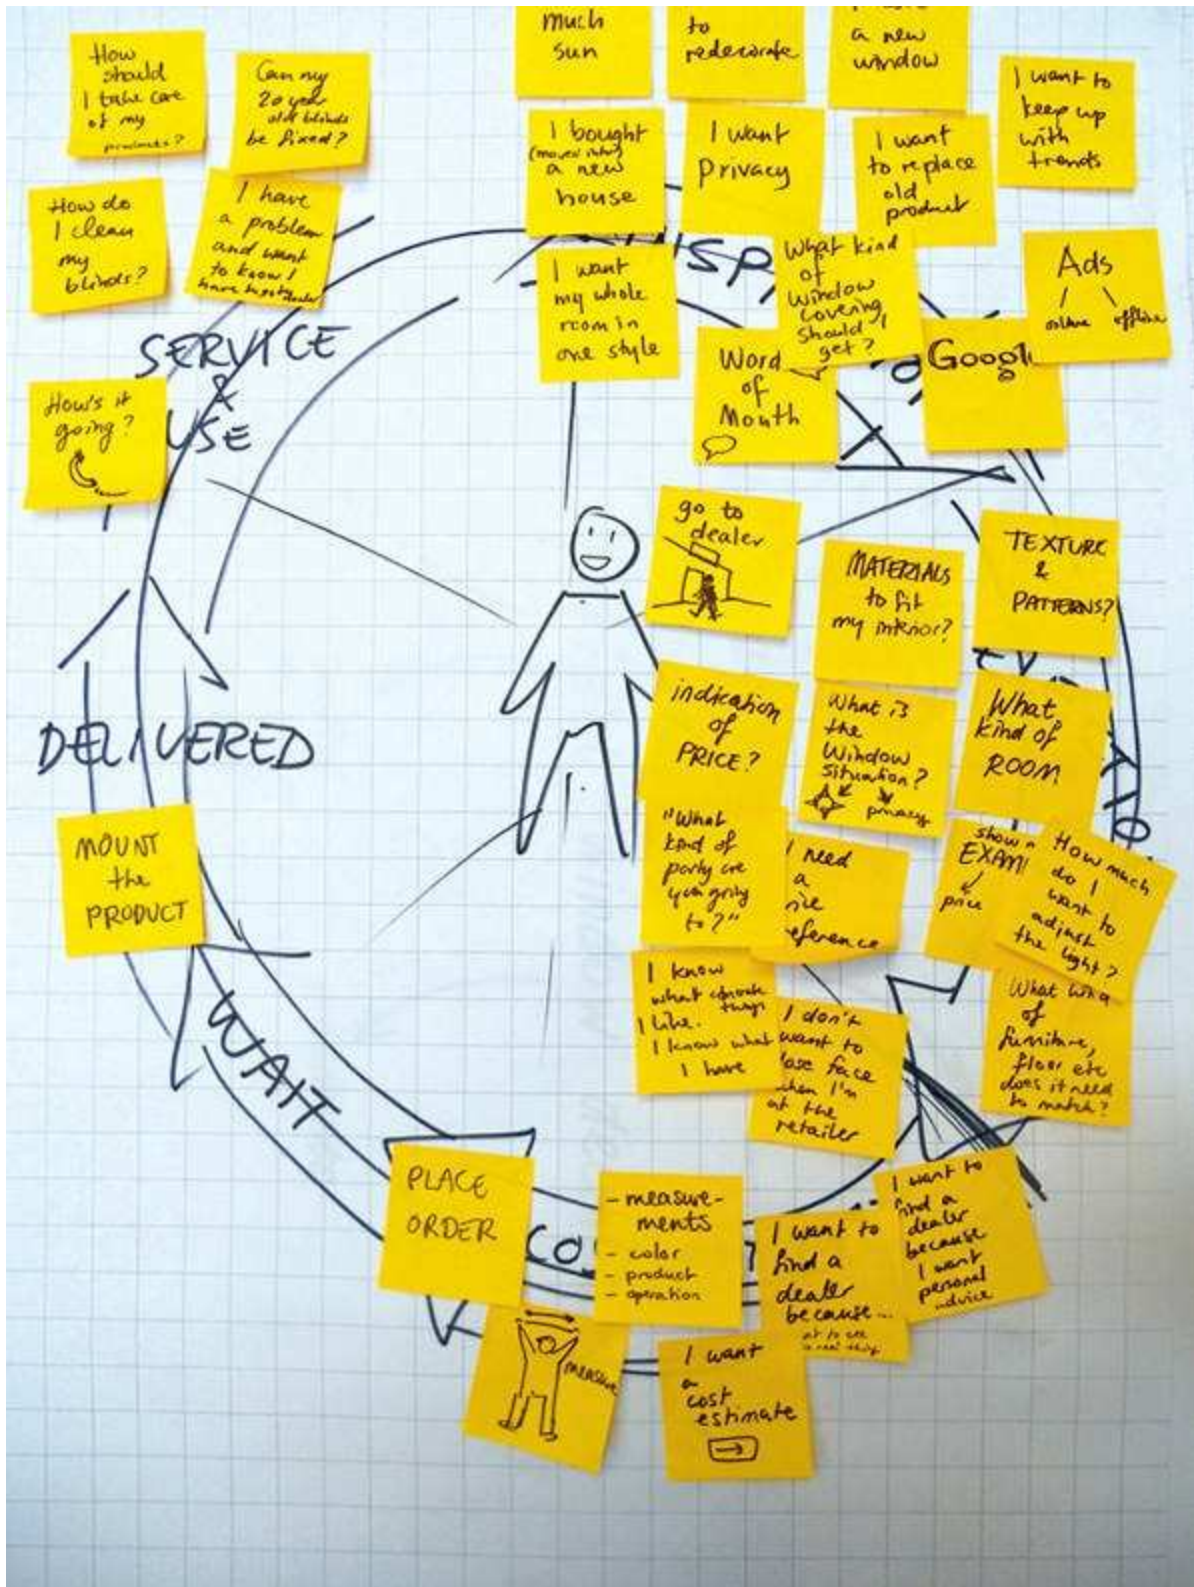 How
should
I take care
of my
products?
Can my
20 year
old blinds
be fixed?
How do
I clean
my
blinds?
I have
a problem
and want
to know I
have
dealer
SERVICE
&
USE
How's it
going?
much
sun
to
redecorate
a new
window
I want to
keep up
with
trends
I bought
(moved into)
a new
house
I want
privacy
I want
to replace
old
product
I want
my whole
room in
one style
What kind
of
window
covering
should I
get?
Ads
online offline
Word
of
Mouth
Google
go to
dealer
MATERIALS
to fit
my interior?
TEXTURE
&
PATTERNS?
indication
of
PRICE?
What is
the
Window
situation?
privacy
What
kind of
ROOM
"What
kind of
party are
you going
to?"
I need
a
price
reference
show
EXAM
price
How much
do I
want to
adjust
the light?
I know
what concrete
things
I like.
I know what
I have
I don't
want to
lose face
when I'm
at the
retailer
What kind
of
furniture,
floor etc
does it need
to match?
DELIVERED
MOUNT
the
PRODUCT
WAIT
PLACE
ORDER
- measure-
ments
- color
- product
- operation
I want to
find a
dealer
because...
I want to
find a
dealer
because
I want
personal
advice
measure
I want
a
cost
estimate